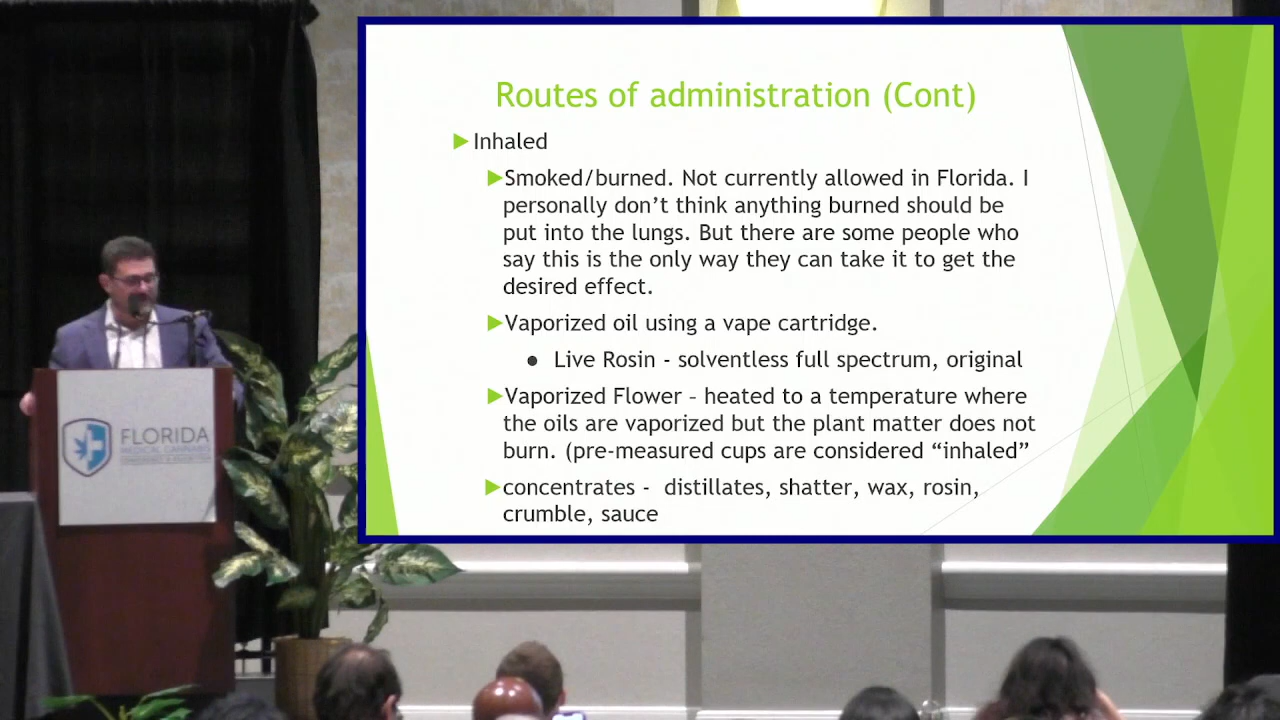 Routes of administration (Cont)
Inhaled
Smoked/burned. Not currently allowed in Florida. I
personally don’t think anything burned should be
put into the lungs. But there are some people who
say this is the only way they can take it to get the
desired effect.
Vaporized oil using a vape cartridge.
● Live Rosin - solventless full spectrum, original
Vaporized Flower – heated to a temperature where
the oils are vaporized but the plant matter does not
burn. (pre-measured cups are considered “inhaled”
concentrates - distillates, shatter, wax, rosin,
crumble, sauce
FLORIDA
MEDICAL CANNABIS